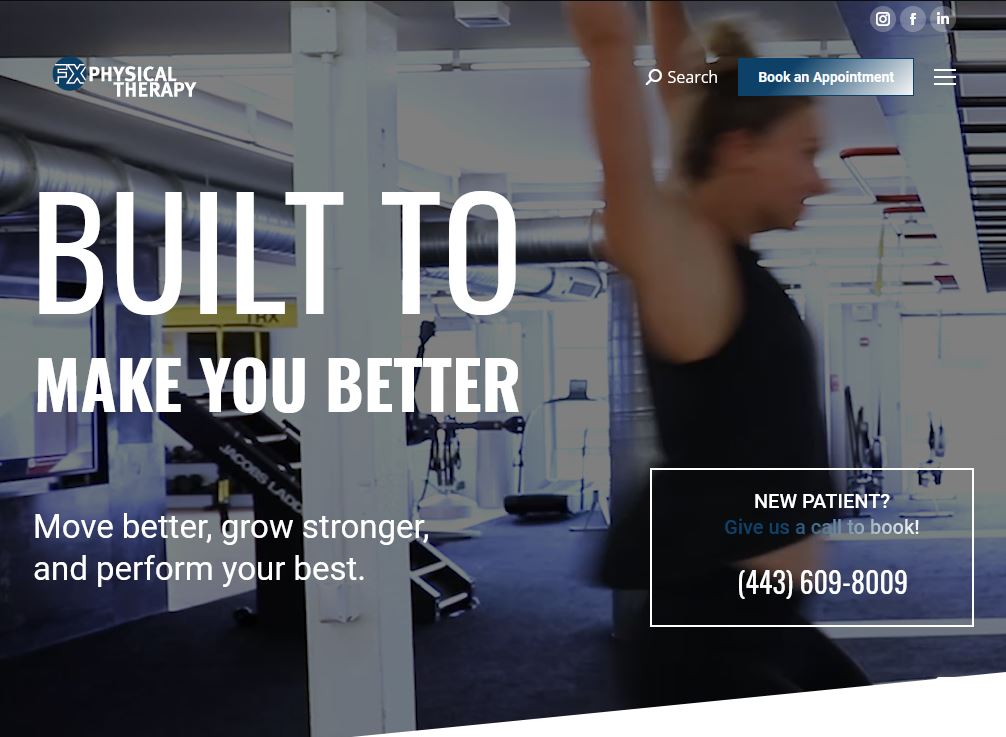 FX PHYSICAL
THERAPY
Search
Book an Appointment
BUILT TO
MAKE YOU BETTER
TRX
JACOBS LADD
Move better, grow stronger,
and perform your best.
NEW PATIENT?
Give us a call to book!
(443) 609-8009